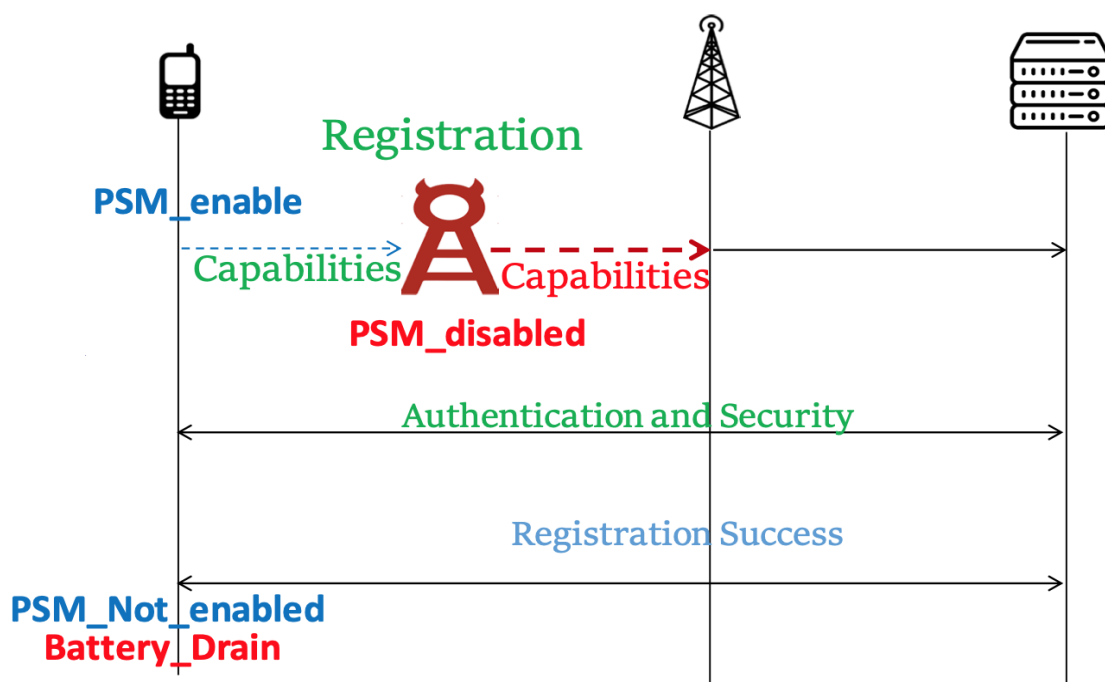 Registration
PSM_enable
Capabilities
Capabilities
PSM_disabled
Authentication and Security
Registration Success
PSM_Not_enabled
Battery_Drain